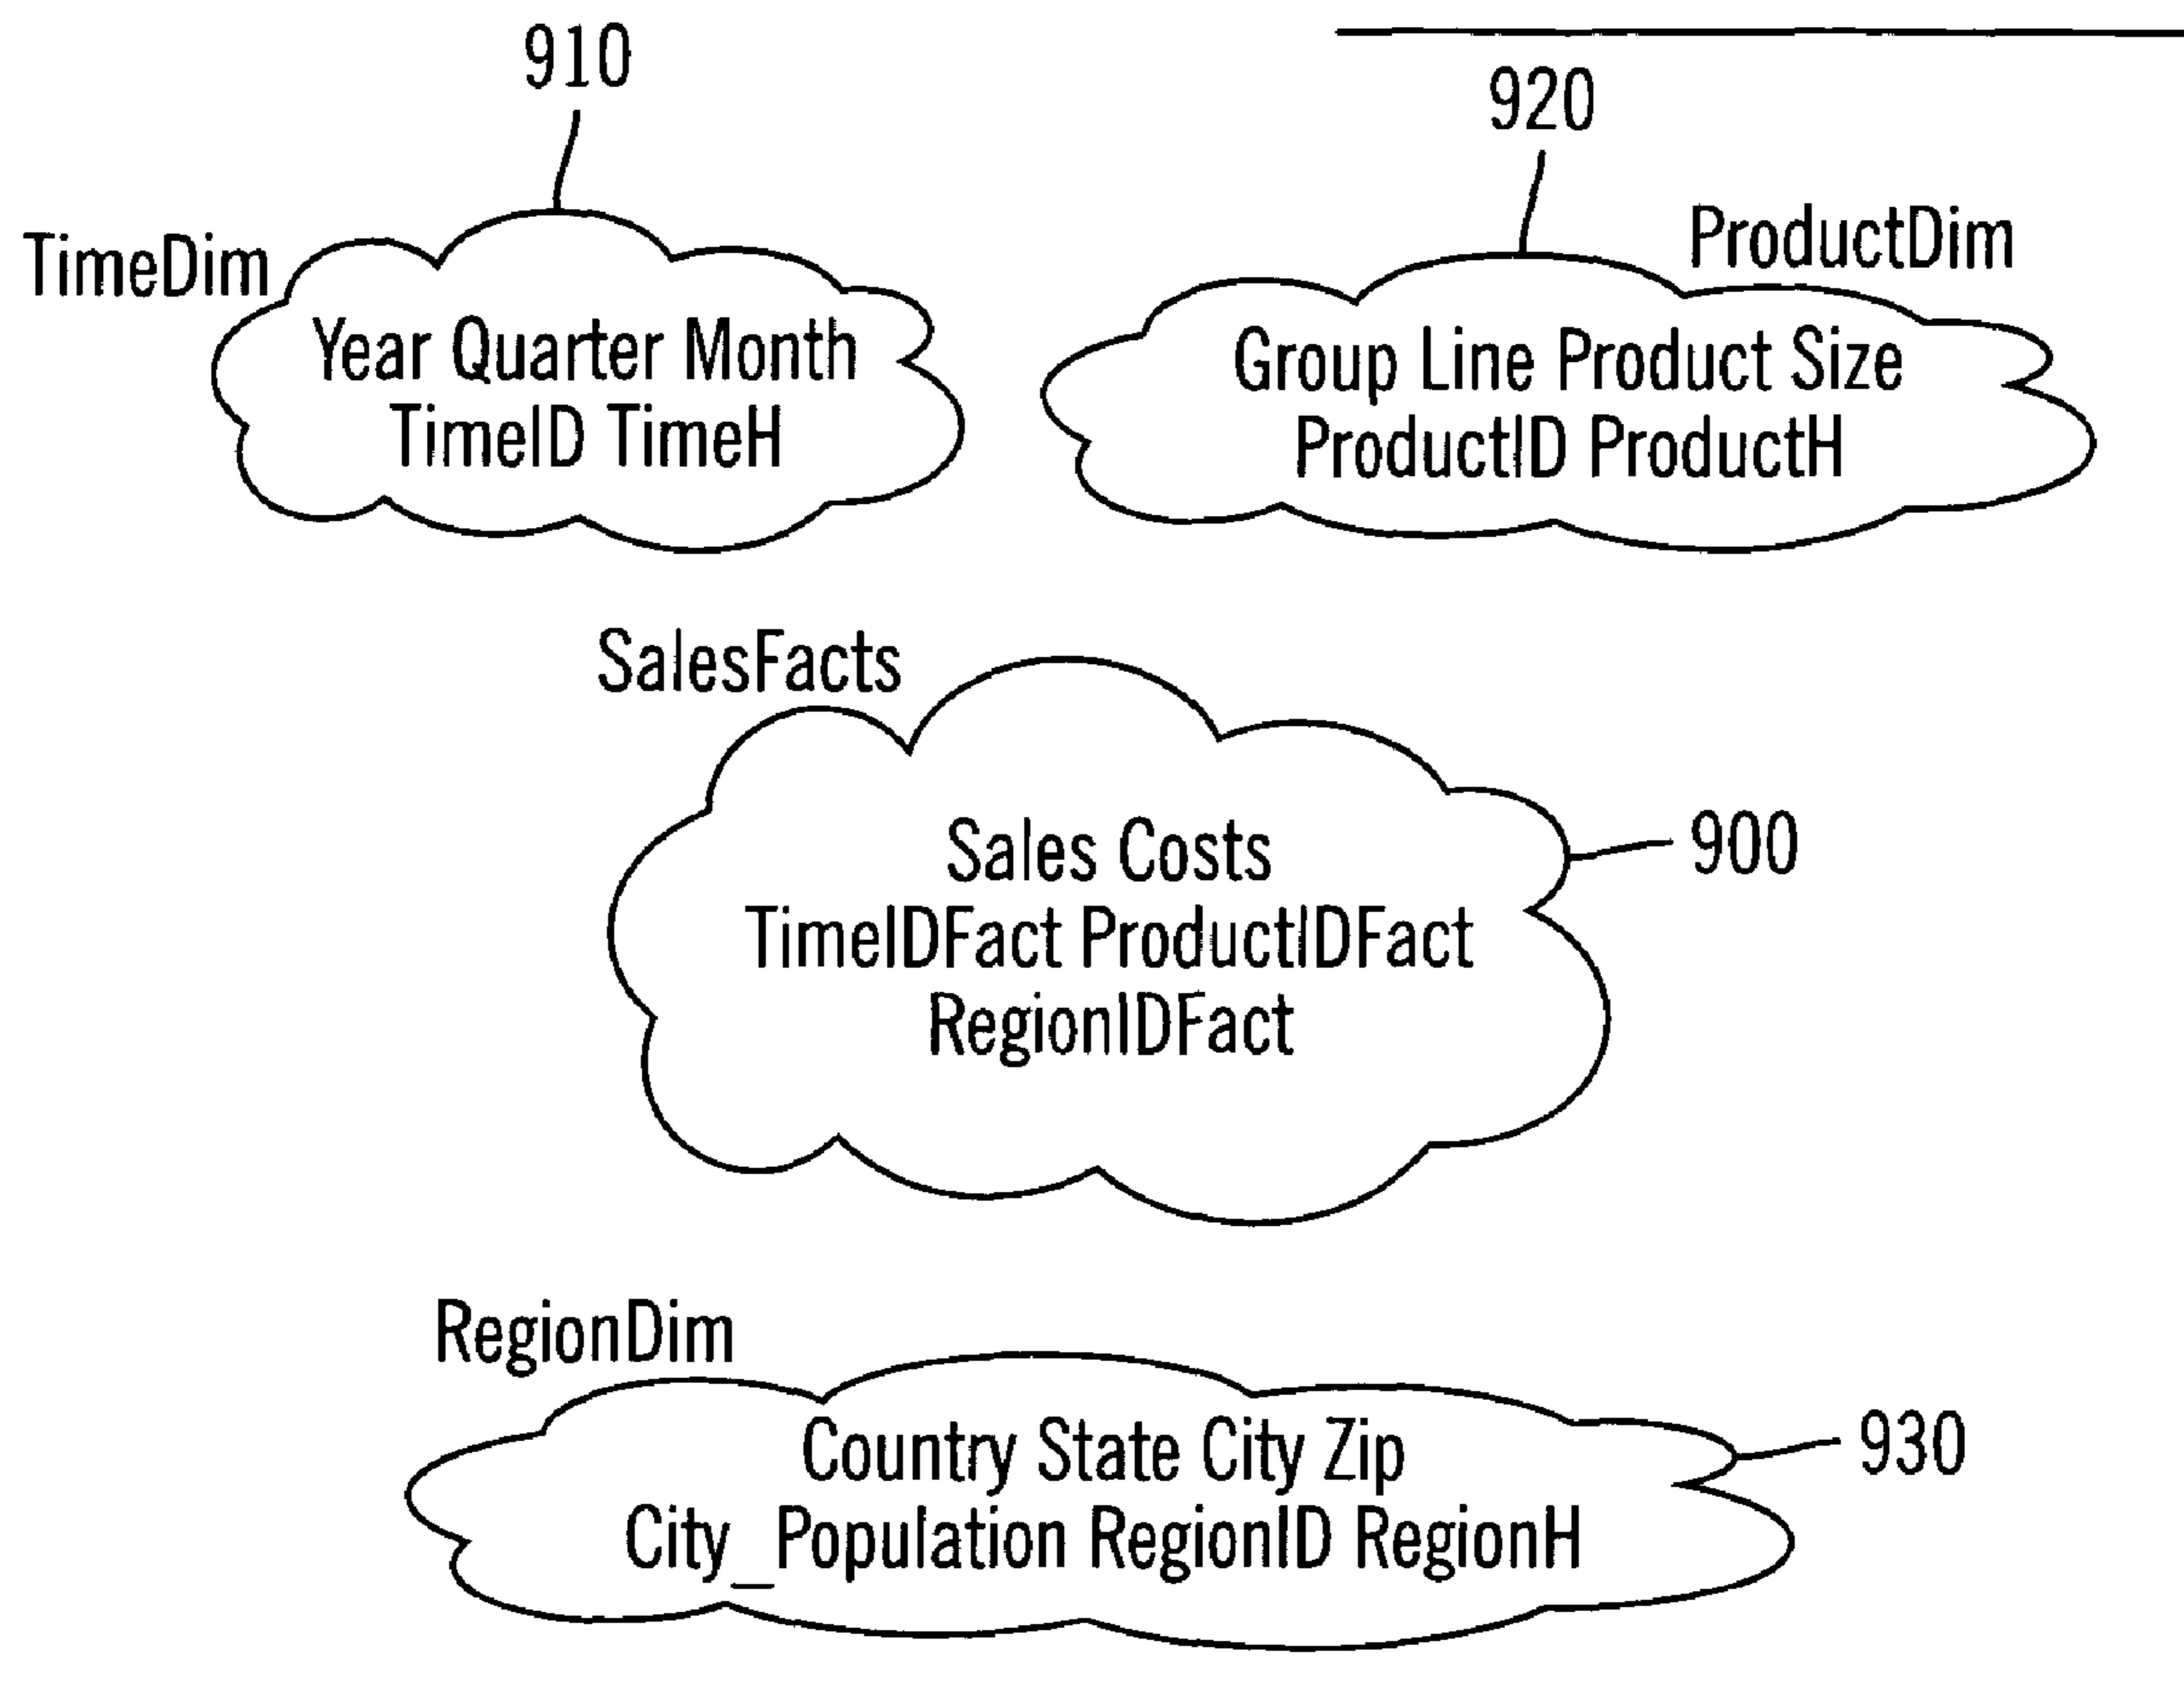 910
920
TimeDim
ProductDim
Year Quarter Month
TimeID TimeH
Group Line Product Size
ProductID ProductH
SalesFacts
Sales Costs
900
TimeIDFact ProductIDFact
RegionIDFact
RegionDim
Country State City Zip
930
City_Population RegionID RegionH